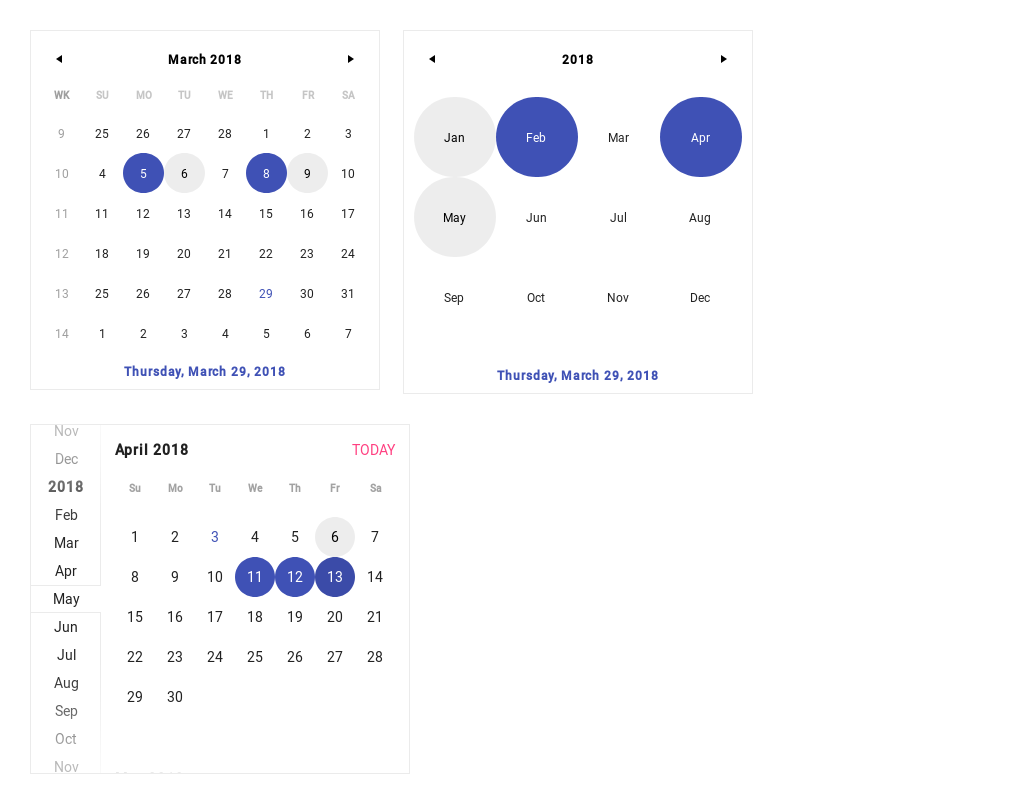 March 2018
WK SU MO TU WE TH FR SA
9 25 26 27 28 1 2 3
10 4 5 6 7 8 9 10
11 11 12 13 14 15 16 17
12 18 19 20 21 22 23 24
13 25 26 27 28 29 30 31
14 1 2 3 4 5 6 7
Thursday, March 29, 2018
2018
Jan Feb Mar Apr
May Jun Jul Aug
Sep Oct Nov Dec
Thursday, March 29, 2018
Nov
Dec
2018
Feb
Mar
Apr
May
Jun
Jul
Aug
Sep
Oct
Nov
April 2018 TODAY
Su Mo Tu We Th Fr Sa
1 2 3 4 5 6 7
8 9 10 11 12 13 14
15 16 17 18 19 20 21
22 23 24 25 26 27 28
29 30